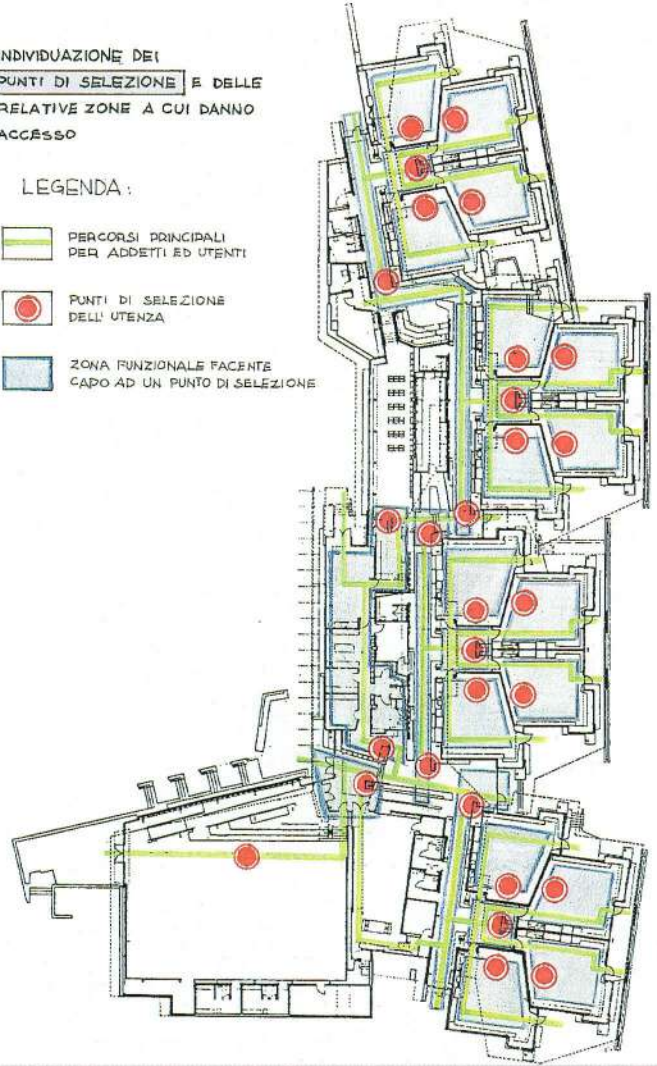 NDIVIDUAZIONE DEI
PUNTI DI SELEZIONE E DELLE
RELATIVE ZONE A CUI DANNO
ACCESSO
LEGENDA :
PERCORSI PRINCIPALI
PER ADDETTI ED UTENTI
PUNTI DI SELEZIONE
DELL' UTENZA
ZONA FUNZIONALE FACENTE
CAPO AD UN PUNTO DI SELEZIONE